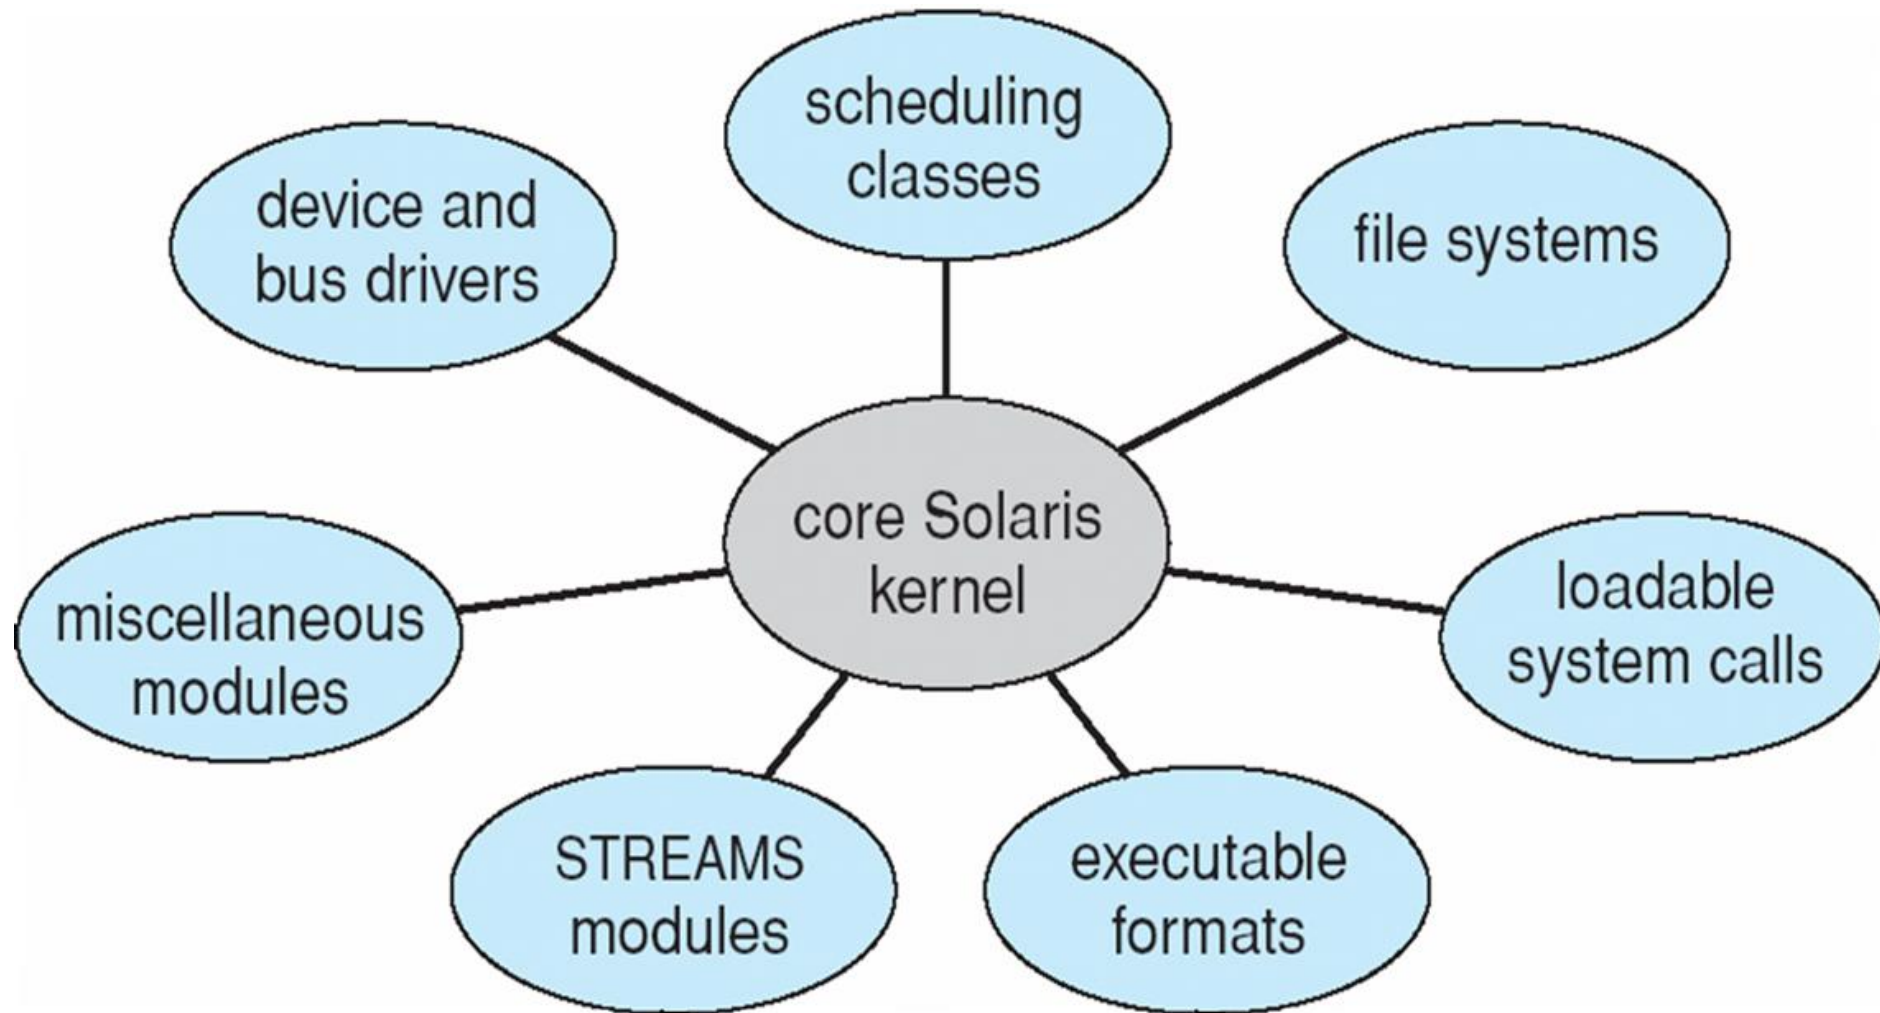 scheduling
classes
device and
bus drivers
file systems
core Solaris
kernel
miscellaneous
modules
loadable
system calls
STREAMS
modules
executable
formats